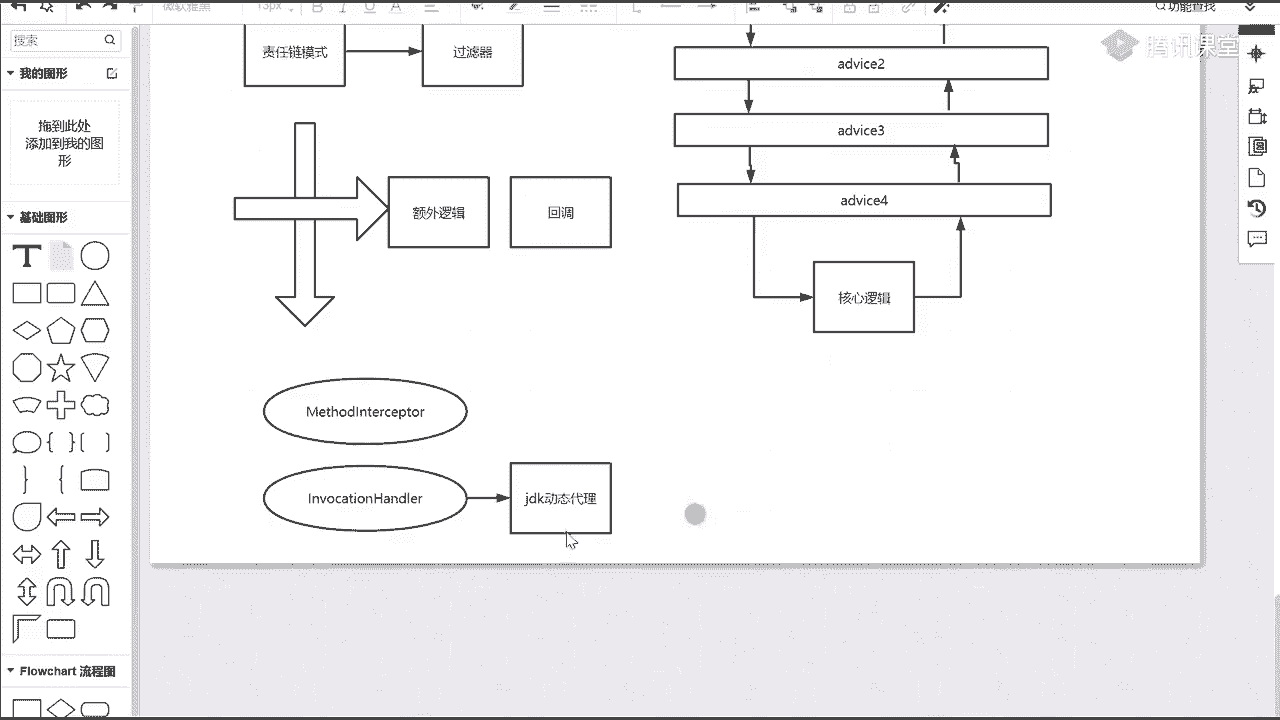 微软雅黑
13px
B
I
U
A
功能查找
搜索
我的图形
拖到此处
添加到我的图
形
基础图形
T
Flowchart 流程图
责任链模式
过滤器
额外逻辑
回调
MethodInterceptor
InvocationHandler
jdk动态代理
advice2
advice3
advice4
核心逻辑
腾讯课堂